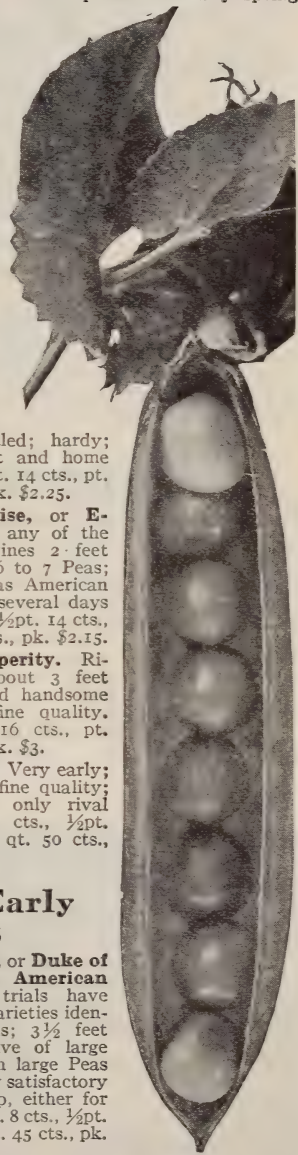 led; hardy;
t and home
t. 14 cts., pt.
k. $2.25.
ise, or E-
any of the
ines 2 feet
6 to 7 Peas;
as American
several days
½pt. 14 cts.,
s., pk. $2.15.
perity. Ri-
bout 3 feet
d handsome
fine quality.
16 cts., pt.
k. $3.
Very early;
fine quality;
only rival
cts., ½pt.
qt. 50 cts.,
Early
, or Duke of
American
trials have
arieties iden-
s; 3½ feet
ve of large
n large Peas
y satisfactory
p, either for
. 8 cts., ½pt.
. 45 cts., pk.